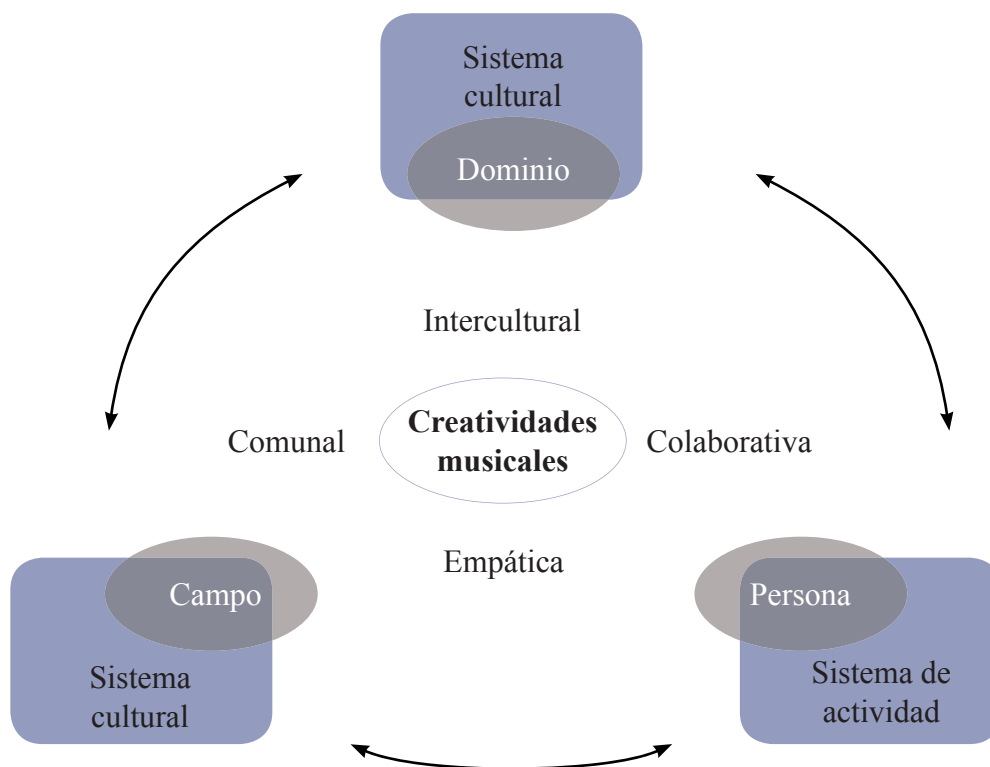 Sistema
cultural
Dominio
Intercultural
Comunal
Creatividades
musicales
Colaborativa
Empática
Campo
Sistema
cultural
Persona
Sistema de
actividad